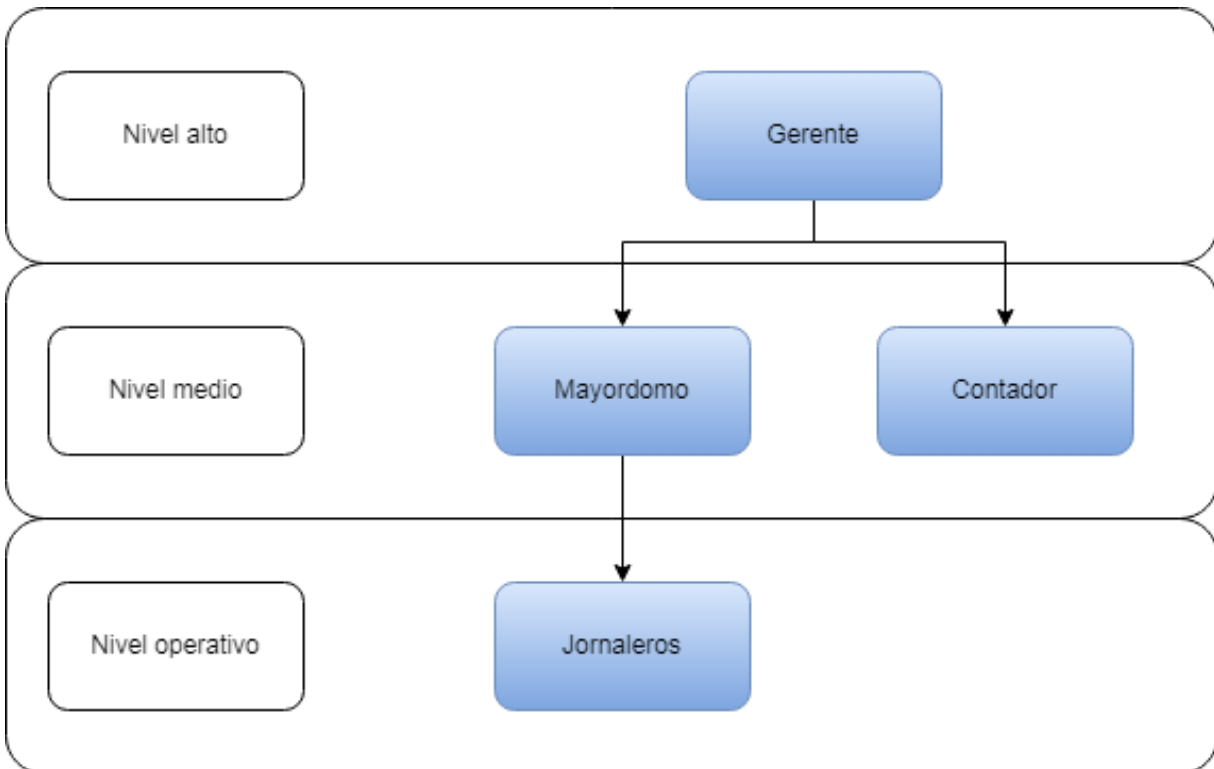 Nivel alto
Gerente
Nivel medio
Mayordomo
Contador
Nivel operativo
Jornaleros